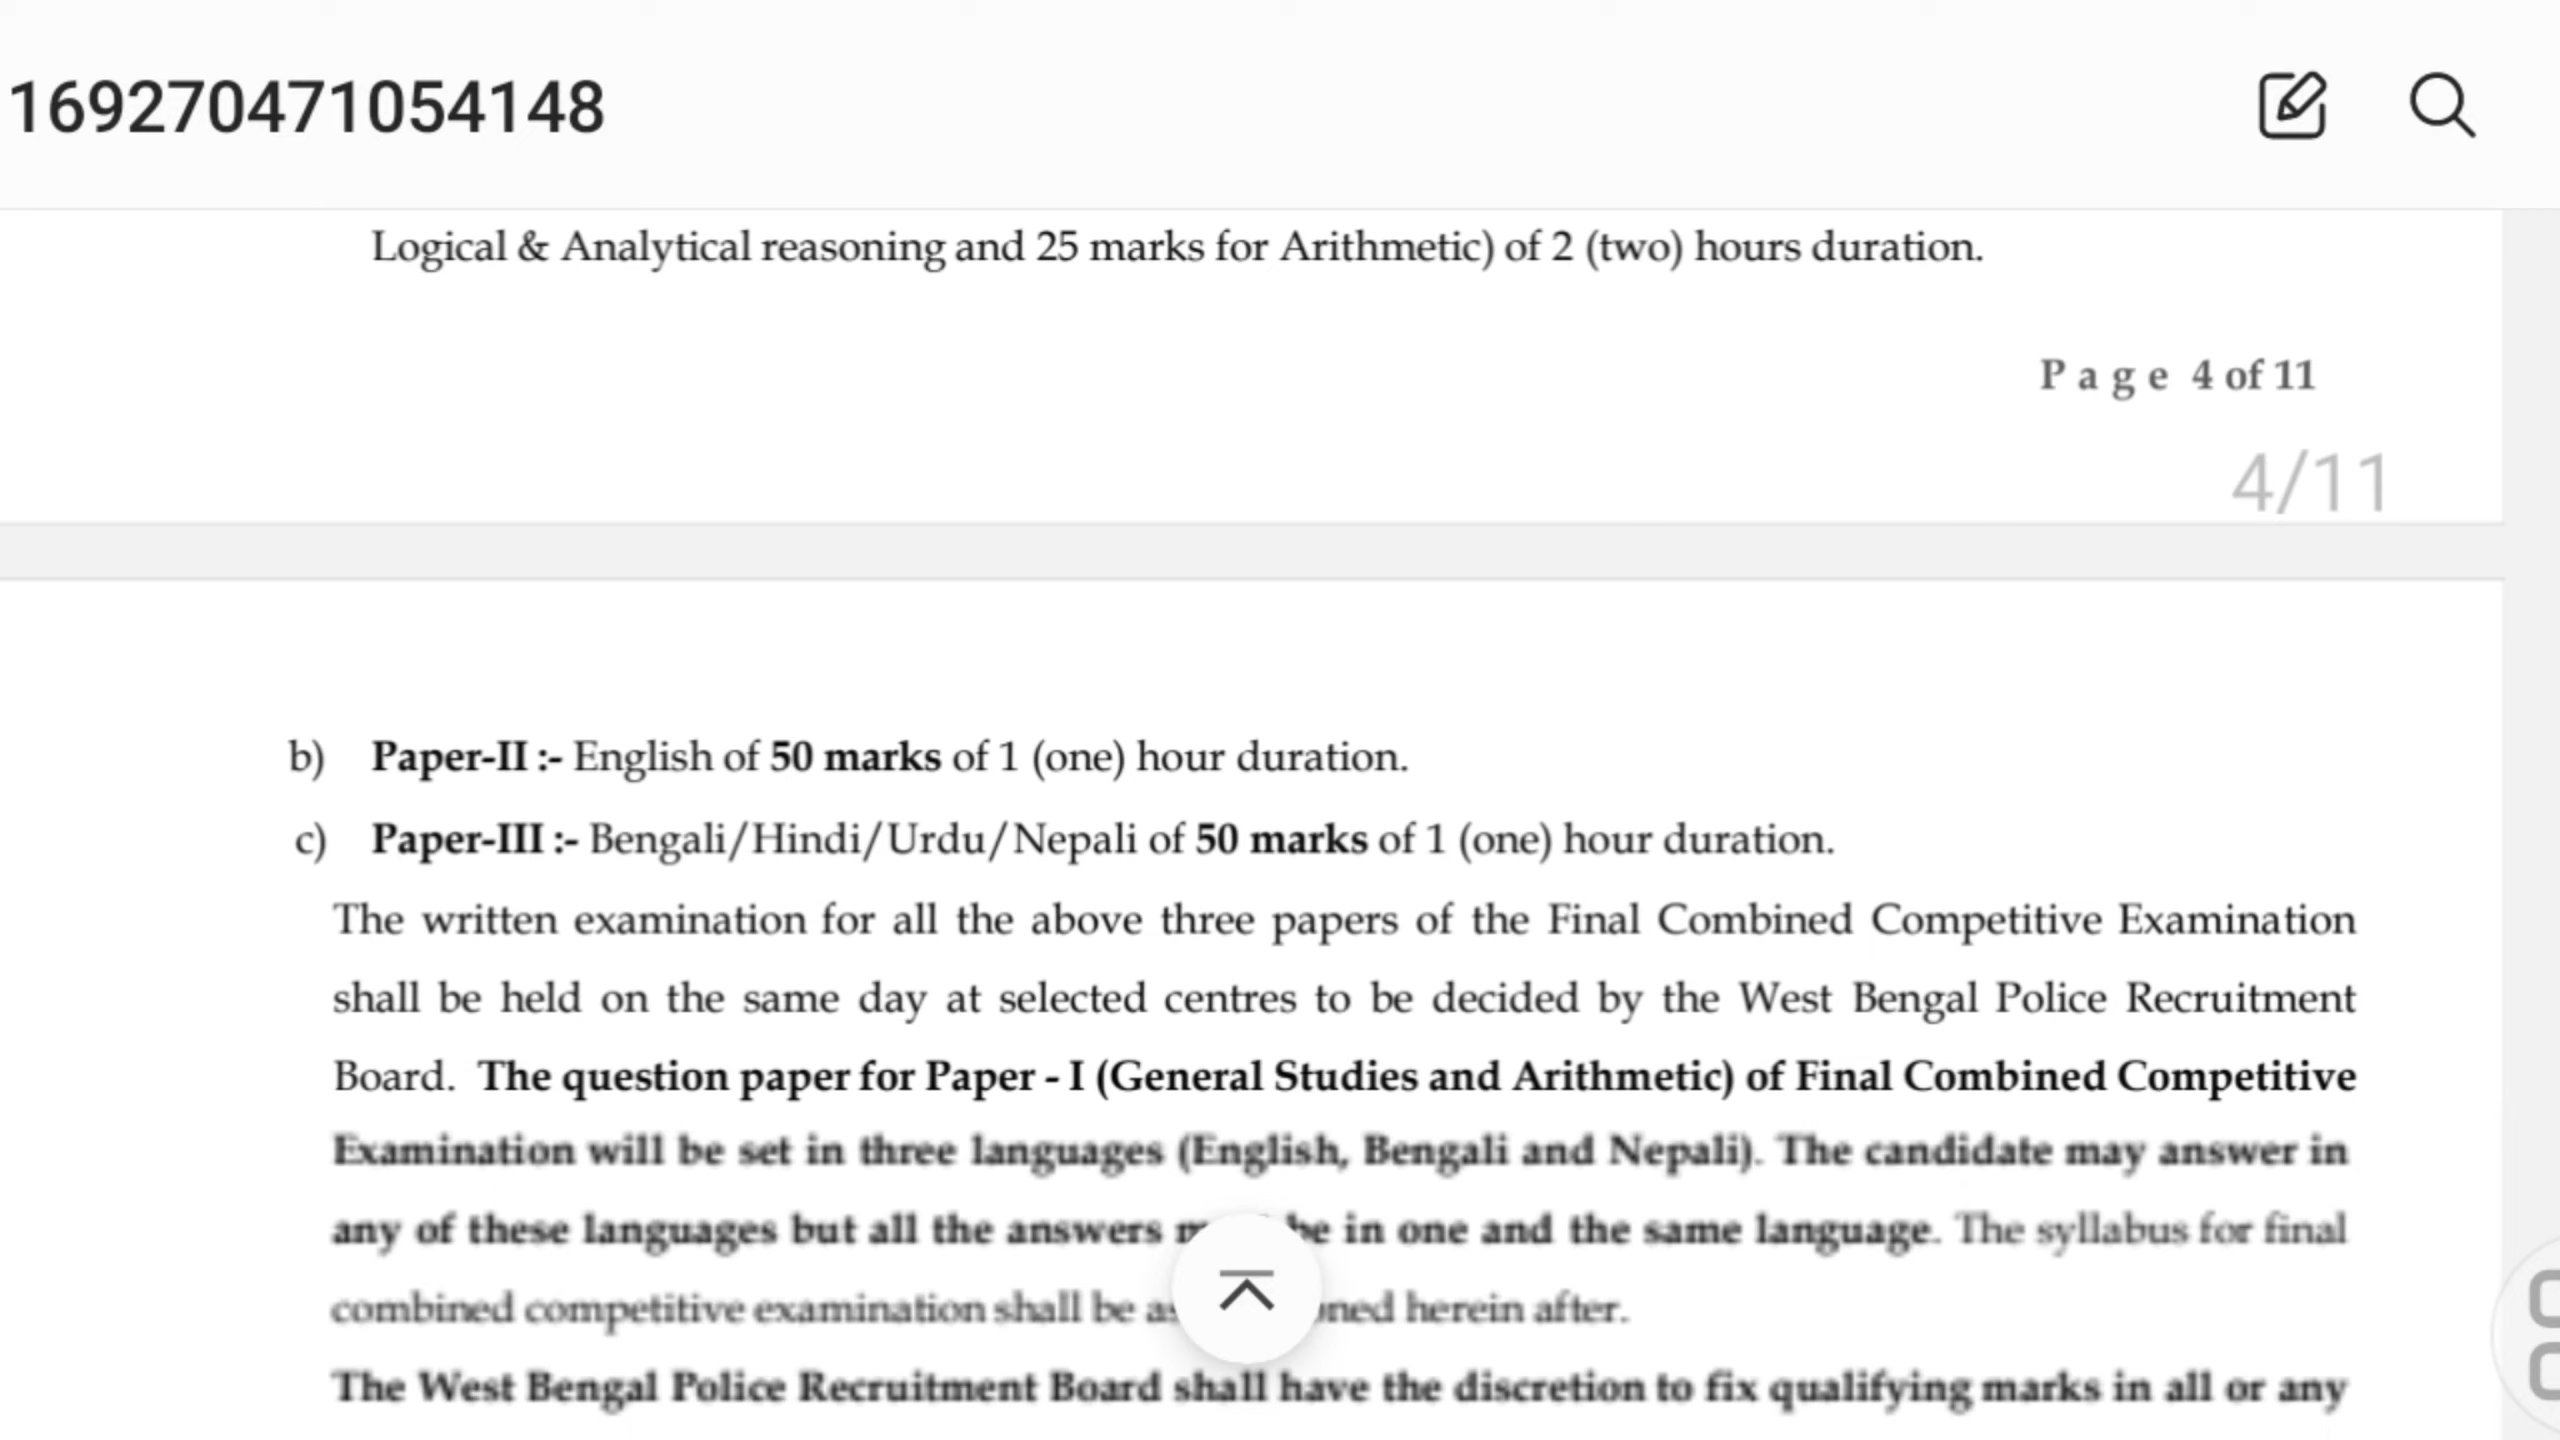 169270471054148
Logical & Analytical reasoning and 25 marks for Arithmetic) of 2 (two) hours duration.
Page 4 of 11
4/11
b) Paper-II :- English of 50 marks of 1 (one) hour duration.
c) Paper-III :- Bengali/Hindi/Urdu/Nepali of 50 marks of 1 (one) hour duration.
The written examination for all the above three papers of the Final Combined Competitive Examination
shall be held on the same day at selected centres to be decided by the West Bengal Police Recruitment
Board. The question paper for Paper - I (General Studies and Arithmetic) of Final Combined Competitive
Examination will be set in three languages (English, Bengali and Nepali). The candidate may answer in
any of these languages but all the answers be in one and the same language. The syllabus for final
combined competitive examination shall be herein after.
The West Bengal Police Recruitment Board shall have the discretion to fix qualifying marks in all or any